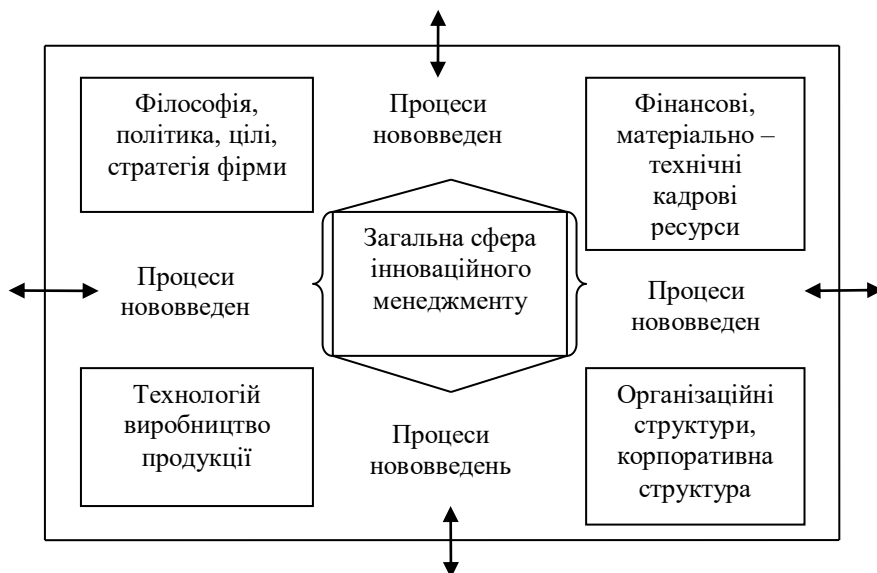 Філософія,
політика, цілі,
стратегія фірми
Процеси
нововведен
Фінансові,
матеріально –
технічні
кадрові
ресурси
Процеси
нововведен
Загальна сфера
інноваційного
менеджменту
Процеси
нововведен
Технологій
виробництво
продукції
Процеси
нововведень
Організаційні
структури,
корпоративна
структура